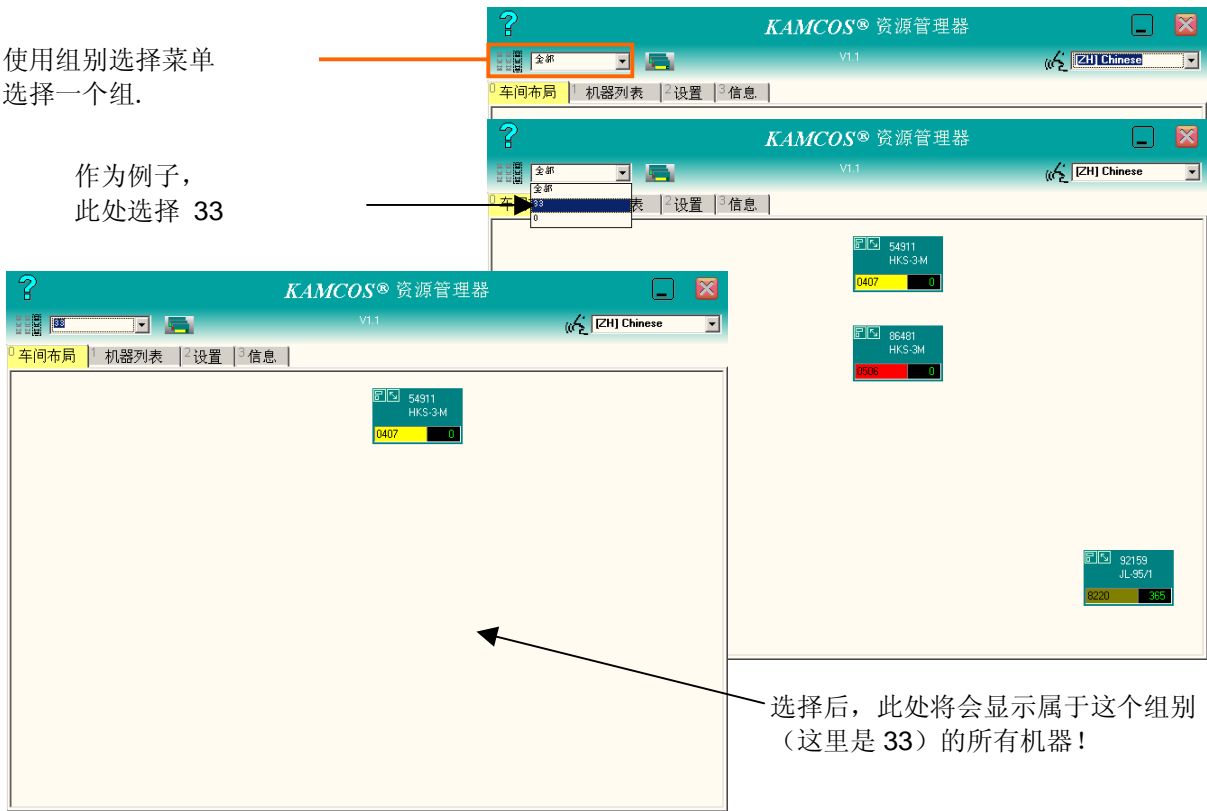 使用组别选择菜单
选择一个组.
KAMCOS® 资源管理器
全部
V1.1
[ZH] Chinese
0 车间布局 1 机器列表 2 设置 3 信息
作为例子，
此处选择 33
KAMCOS® 资源管理器
全部
V1.1
[ZH] Chinese
全部
33
0
0 车间 表 2 设置 3 信息
54911
HKS-3-M
0407 0
86481
HKS-3M
0506 0
92159
JL-95/1
8220 365
KAMCOS® 资源管理器
33
V1.1
[ZH] Chinese
0 车间布局 1 机器列表 2 设置 3 信息
54911
HKS-3-M
0407 0
选择后，此处将会显示属于这个组别
（这里是 33）的所有机器！